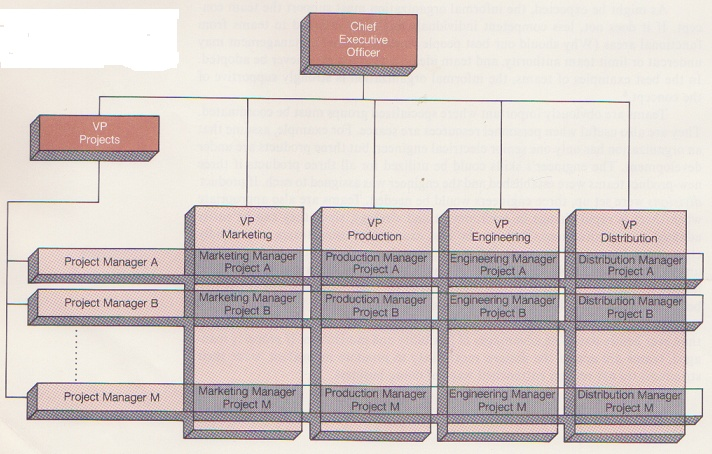 Chief
Executive
Officer
VP
Projects
VP
Marketing
VP
Production
VP
Engineering
VP
Distribution
Project Manager A
Marketing Manager
Project A
Production Manager
Project A
Engineering Manager
Project A
Distribution Manager
Project A
Project Manager B
Marketing Manager
Project B
Production Manager
Project B
Engineering Manager
Project B
Distribution Manager
Project B
Project Manager M
Marketing Manager
Project M
Production Manager
Project M
Engineering Manager
Project M
Distribution Manager
Project M